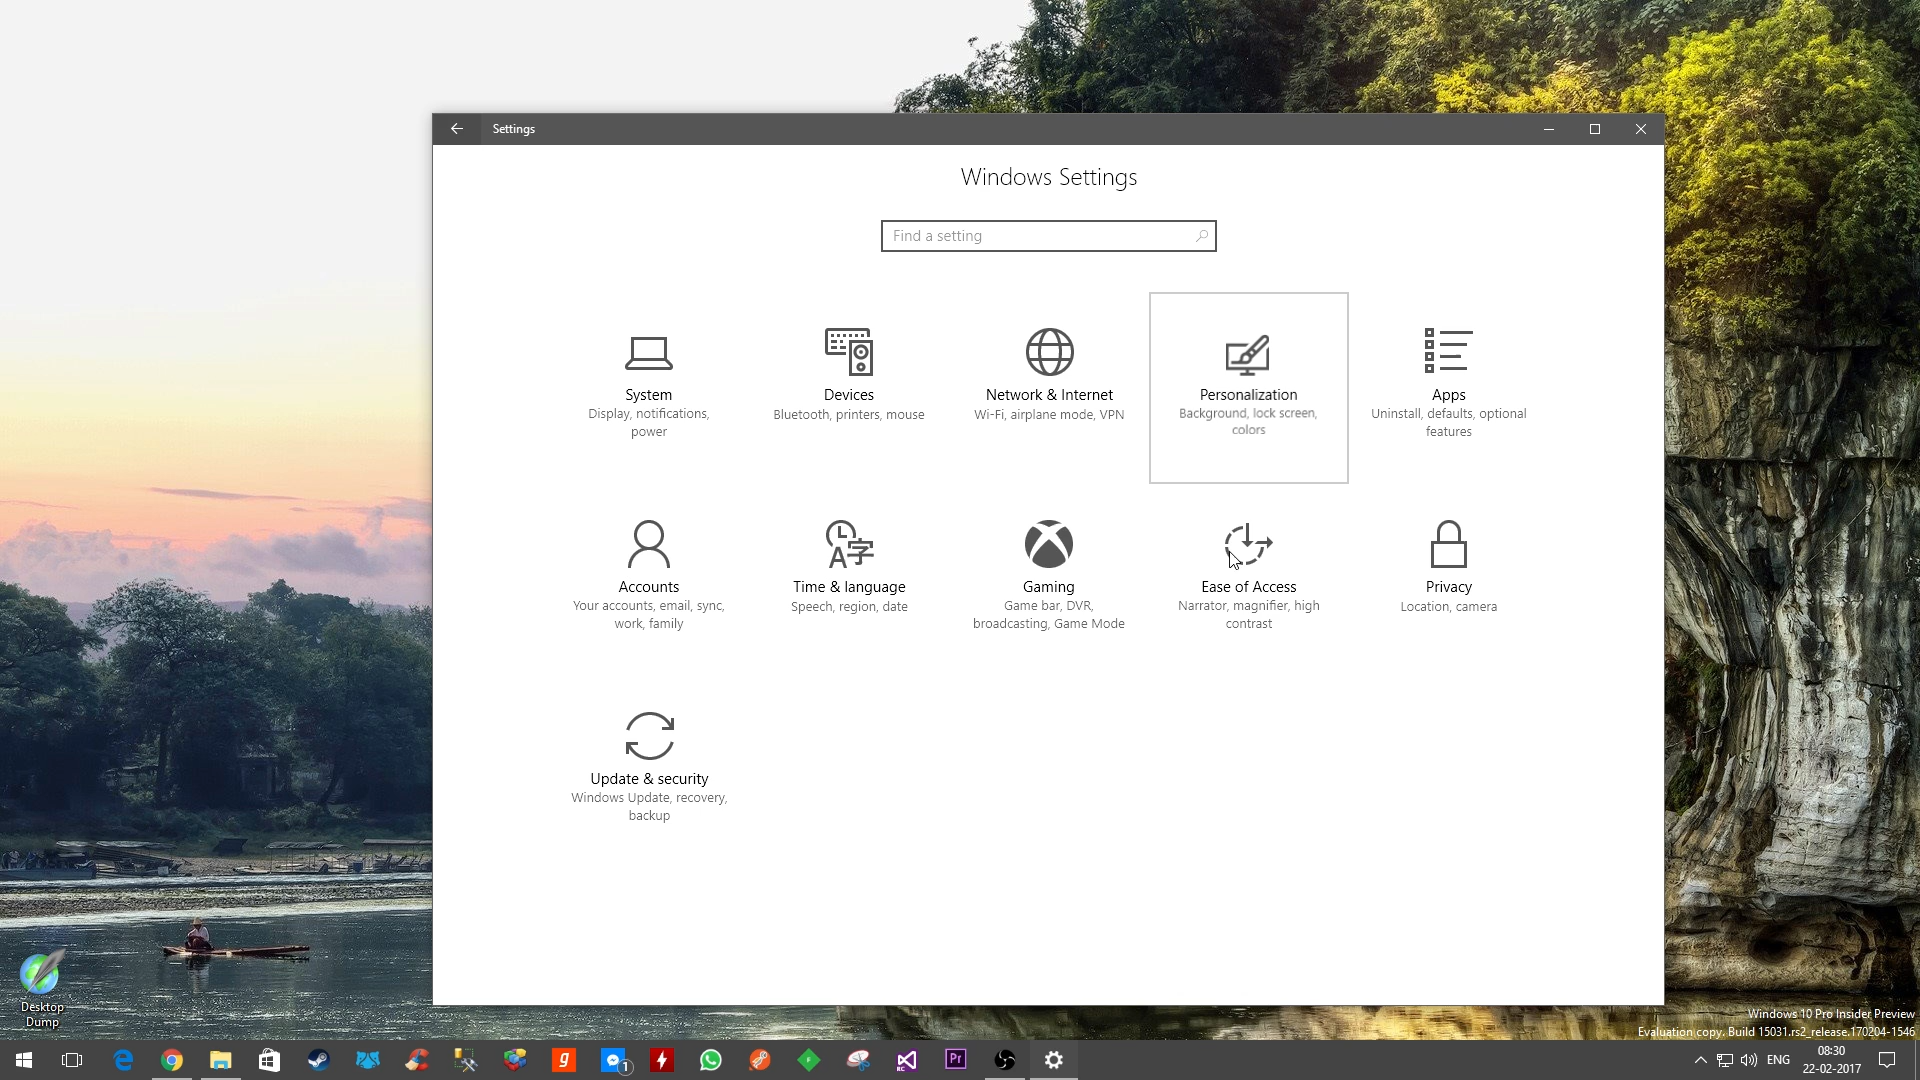 Settings
Windows Settings
Find a setting
System
Display, notifications,
power
Devices
Bluetooth, printers, mouse
Network & Internet
Wi-Fi, airplane mode, VPN
Personalization
Background, lock screen,
colors
Apps
Uninstall, defaults, optional
features
Accounts
Your accounts, email, sync,
work, family
Time & language
Speech, region, date
Gaming
Game bar, DVR,
broadcasting, Game Mode
Ease of Access
Narrator, magnifier, high
contrast
Privacy
Location, camera
Update & security
Windows Update, recovery,
backup
Desktop
Dump
Windows 10 Pro Insider Preview
Evaluation copy. Build 15031.rs2_release.170204-1546
g
1
RC
Pr
ENG
08:30
22-02-2017